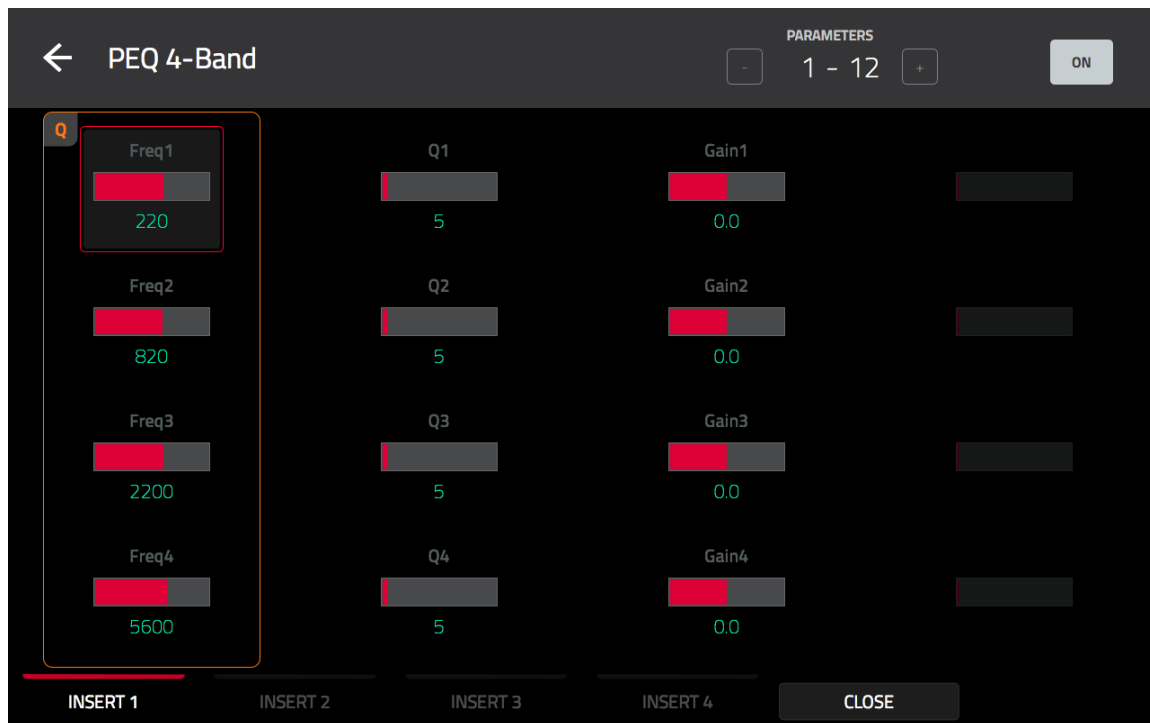 PEQ 4-Band
PARAMETERS
- 1 - 12 +
ON
Q
Freq1 Q1 Gain1
220 5 0.0
Freq2 Q2 Gain2
820 5 0.0
Freq3 Q3 Gain3
2200 5 0.0
Freq4 Q4 Gain4
5600 5 0.0
INSERT 1 INSERT 2 INSERT 3 INSERT 4 CLOSE